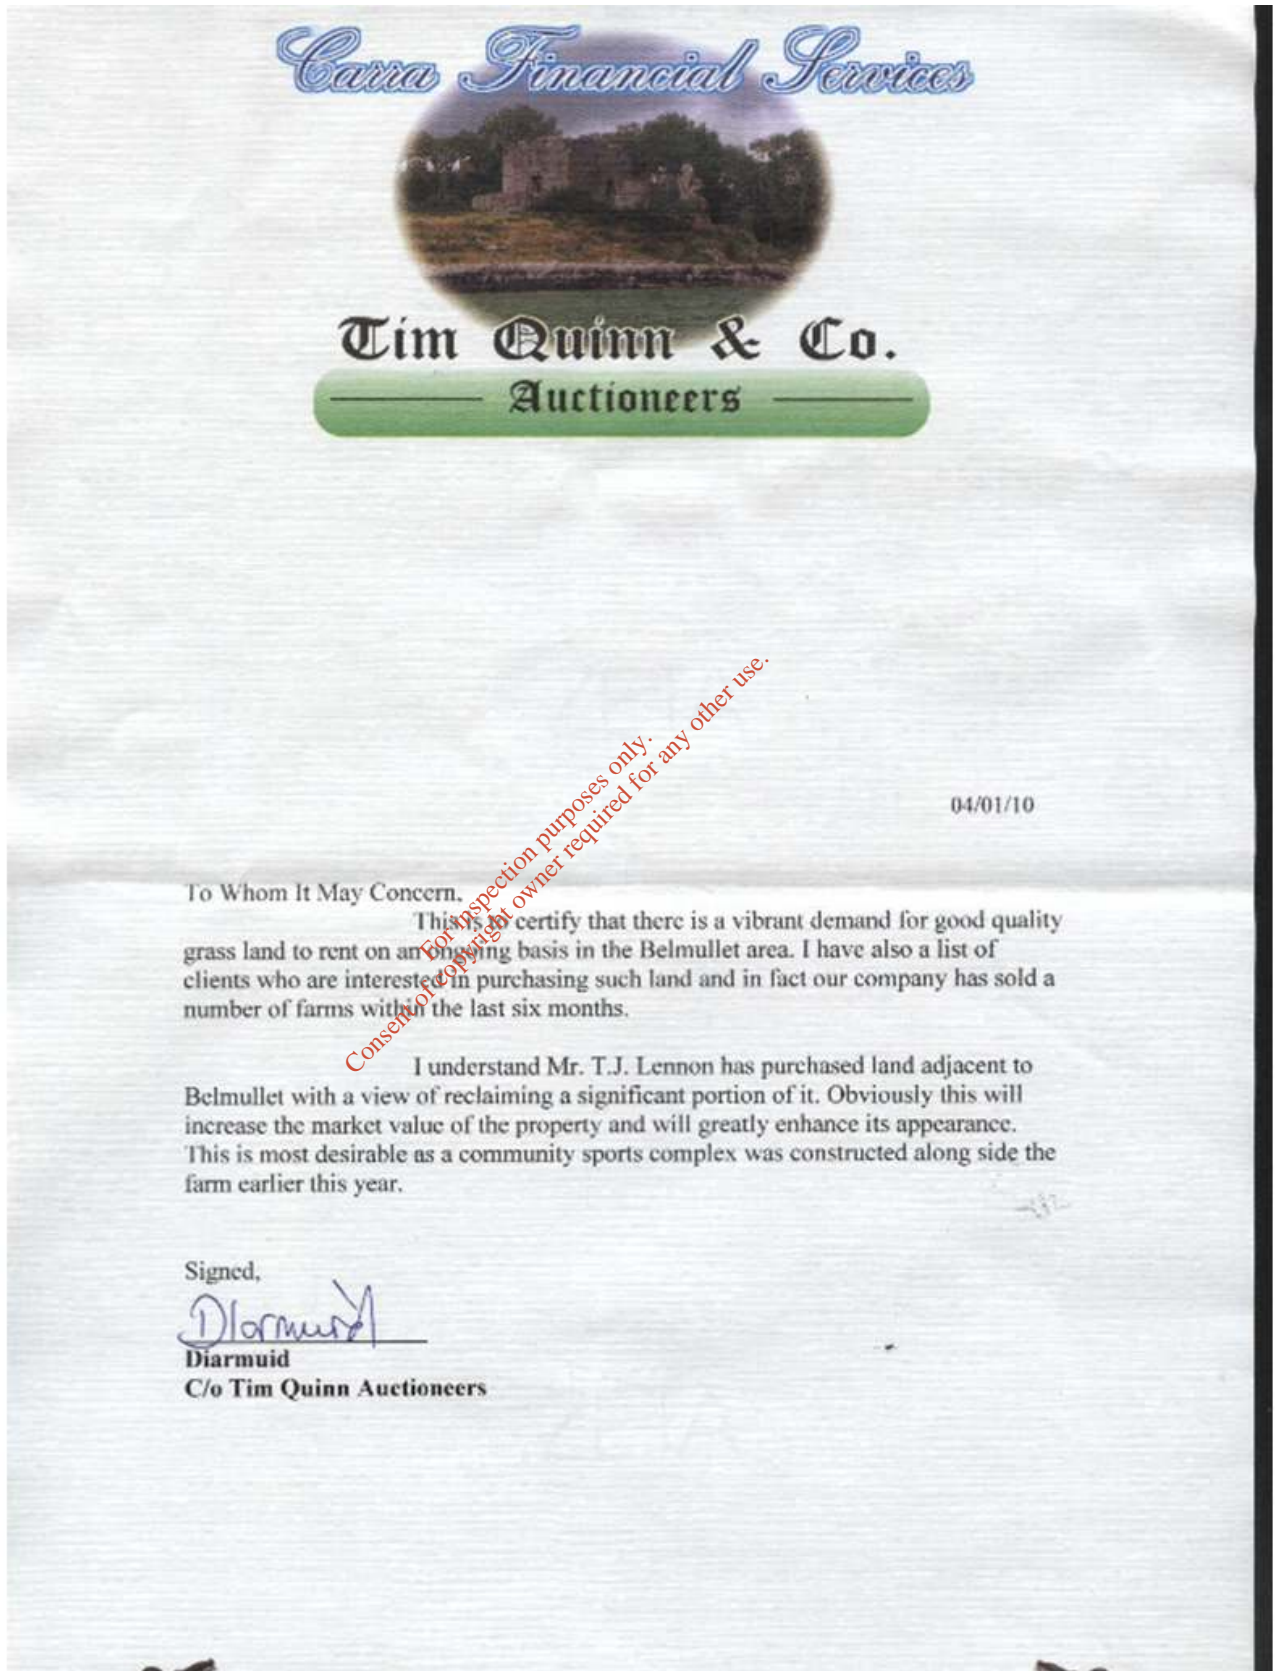 Carra Financial Services
Tim Quinn & Co.
Auctioneers
04/01/10
To Whom It May Concern,
This is to certify that there is a vibrant demand for good quality
grass land to rent on an ongoing basis in the Belmullet area. I have also a list of
clients who are interested in purchasing such land and in fact our company has sold a
number of farms within the last six months.
I understand Mr. T.J. Lennon has purchased land adjacent to
Belmullet with a view of reclaiming a significant portion of it. Obviously this will
increase the market value of the property and will greatly enhance its appearance.
This is most desirable as a community sports complex was constructed along side the
farm earlier this year.
Signed,
Diarmuid
Diarmuid
C/o Tim Quinn Auctioneers
For inspection purposes only.
Consent of copyright owner required for any other use.